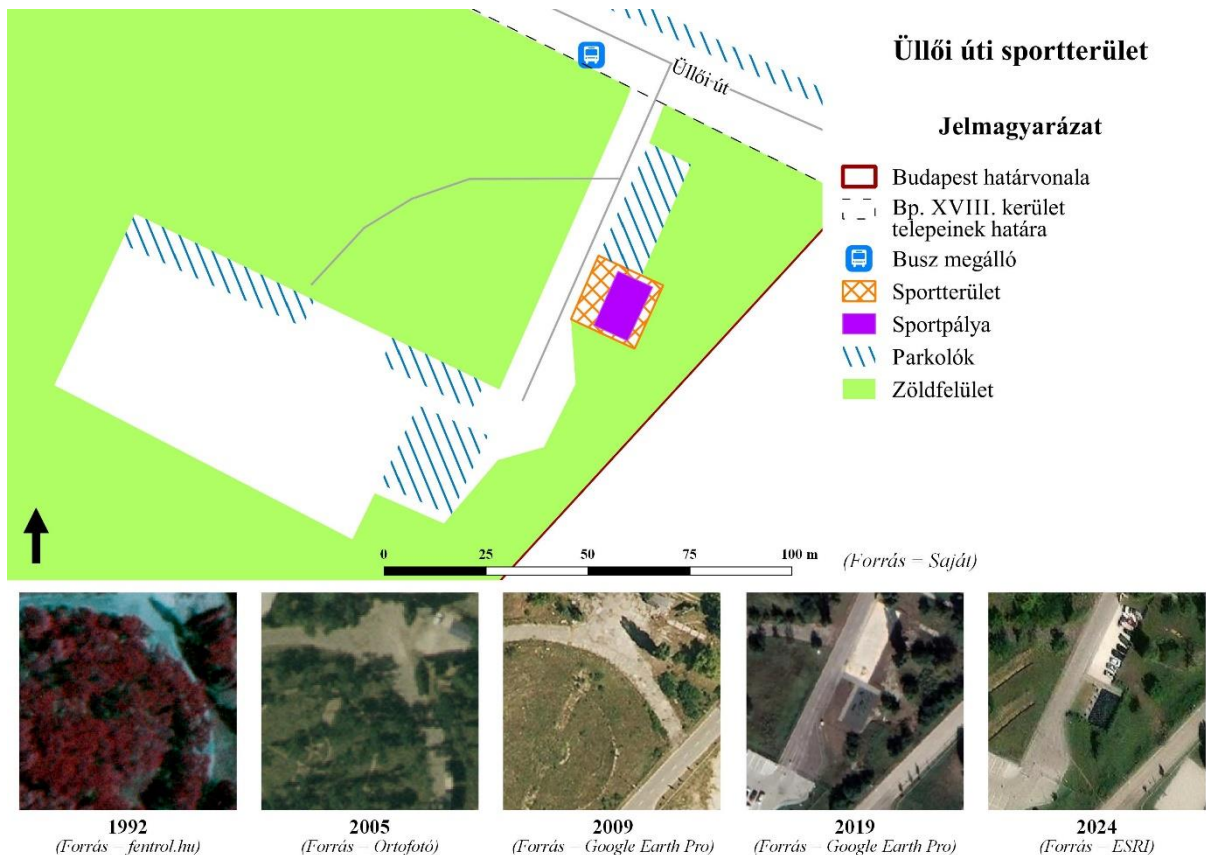 Üllői úti sportterület
Üllői út
Jelmagyarázat
Budapest határvonala
Bp. XVIII. kerület
telepeinek határa
Busz megálló
Sportterület
Sportpálya
Parkolók
Zöldfelület
0 25 50 75 100 m
(Forrás – Saját)
1992
(Forrás – fentrol.hu)
2005
(Forrás – Ortofotó)
2009
(Forrás – Google Earth Pro)
2019
(Forrás – Google Earth Pro)
2024
(Forrás – ESRI)